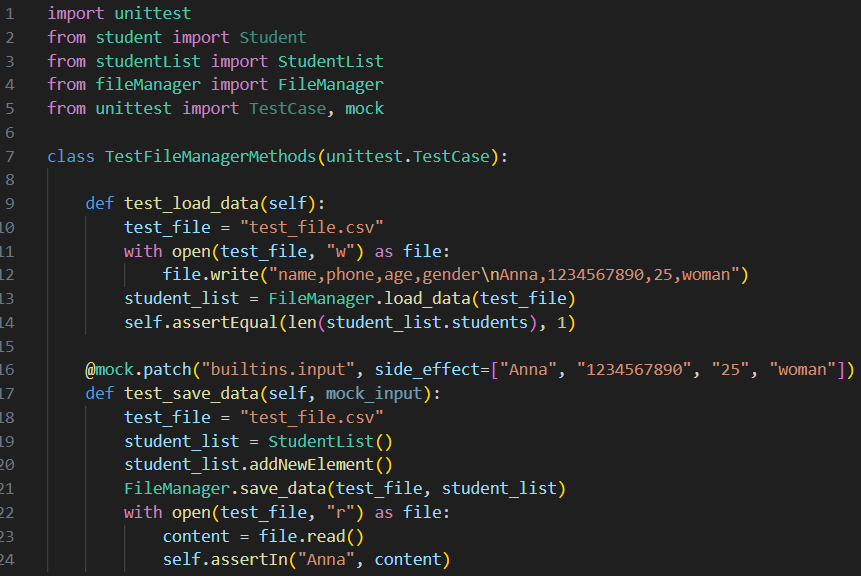 1 import unittest
2 from student import Student
3 from studentList import StudentList
4 from fileManager import FileManager
5 from unittest import TestCase, mock
6
7 class TestFileManagerMethods(unittest.TestCase):
8
9     def test_load_data(self):
10         test_file = "test_file.csv"
11         with open(test_file, "w") as file:
12             file.write("name,phone,age,gender\nAnna,1234567890,25,woman")
13         student_list = FileManager.load_data(test_file)
14         self.assertEqual(len(student_list.students), 1)
15
16     @mock.patch("builtins.input", side_effect=["Anna", "1234567890", "25", "woman"])
17     def test_save_data(self, mock_input):
18         test_file = "test_file.csv"
19         student_list = StudentList()
20         student_list.addNewElement()
21         FileManager.save_data(test_file, student_list)
22         with open(test_file, "r") as file:
23             content = file.read()
24             self.assertIn("Anna", content)